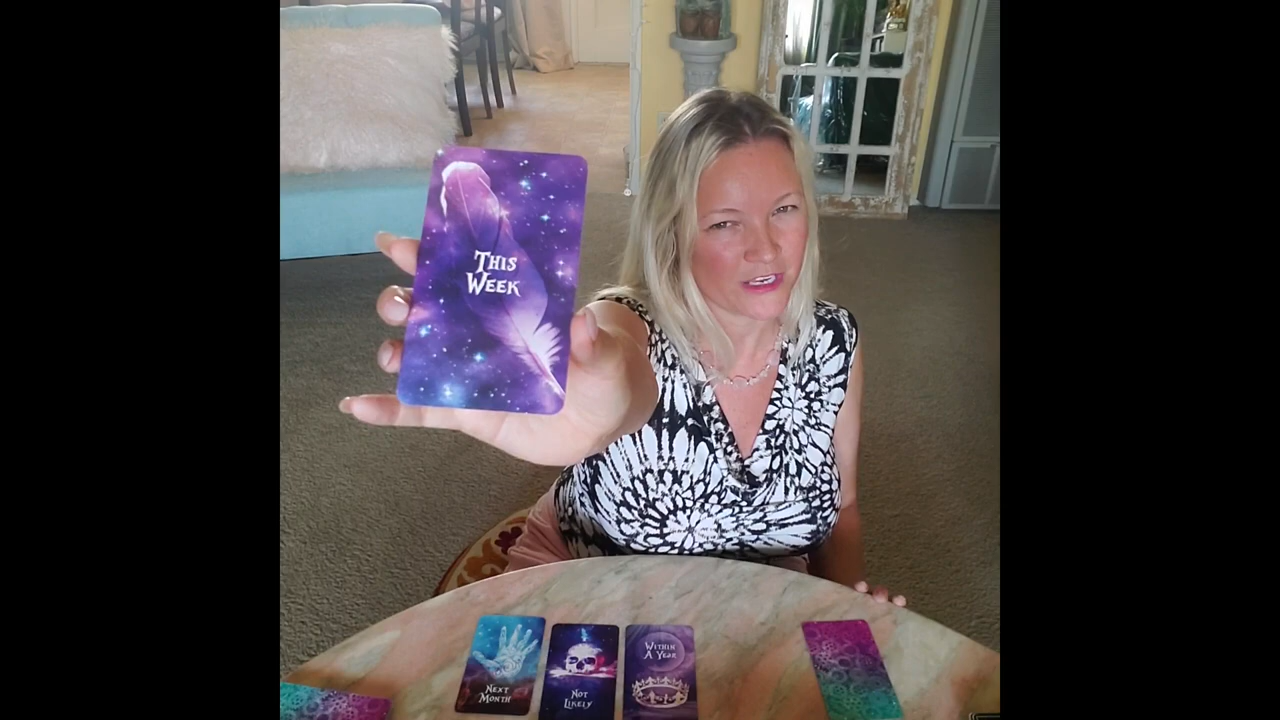 THIS
WEEK
NEXT
MONTH
NOT
LIKELY
WITHIN
A YEAR